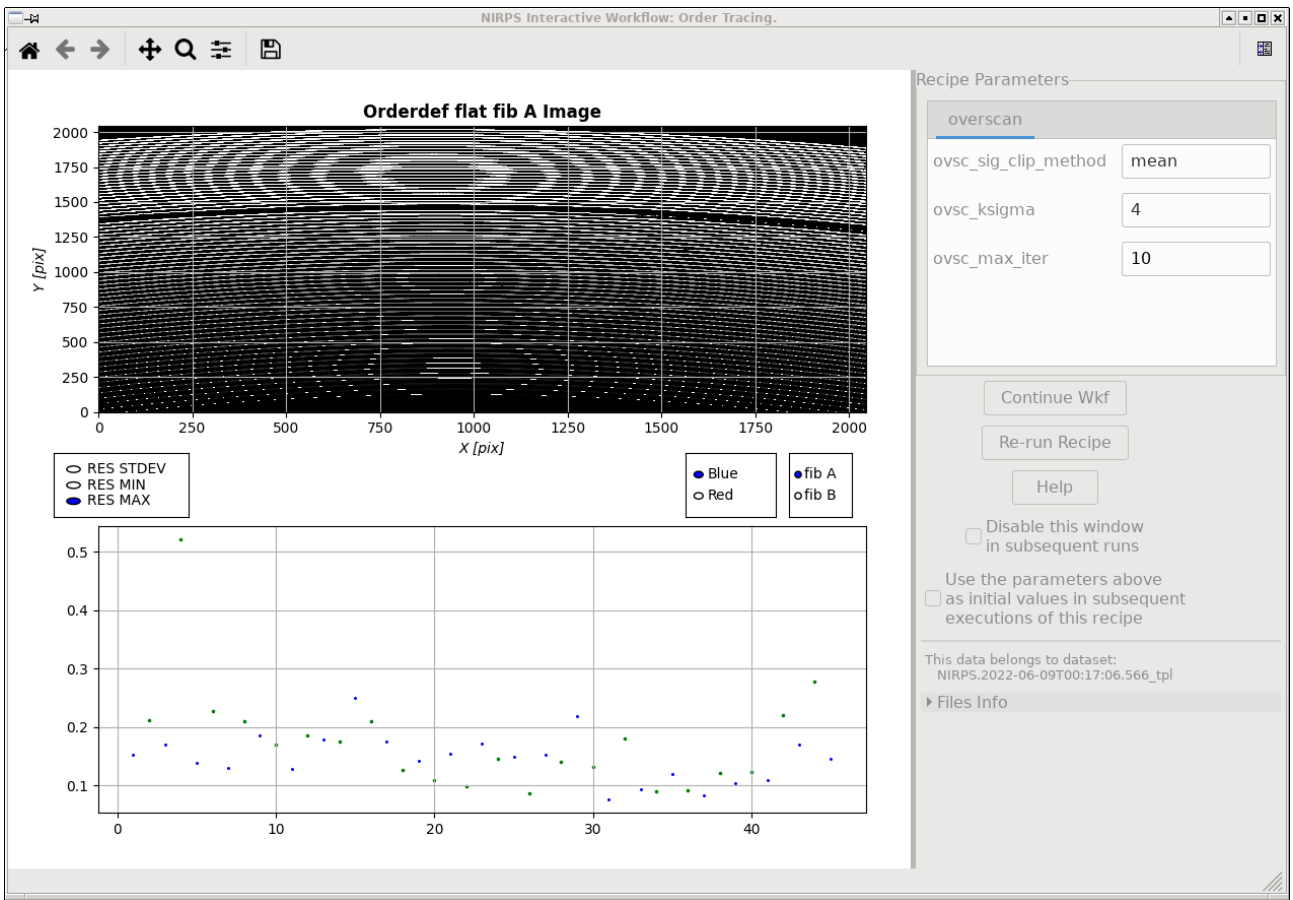 NIRPS Interactive Workflow: Order Tracing.
Orderdef flat fib A Image
2000
1750
1500
1250
1000
750
500
250
0
Y [pix]
0 250 500 750 1000 1250 1500 1750 2000
X [pix]
RES STDEV
RES MIN
RES MAX
Blue
Red
fib A
fib B
0.5
0.4
0.3
0.2
0.1
0 10 20 30 40
Recipe Parameters
overscan
ovsc_sig_clip_method mean
ovsc_ksigma 4
ovsc_max_iter 10
Continue Wkf
Re-run Recipe
Help
Disable this window
in subsequent runs
Use the parameters above
as initial values in subsequent
executions of this recipe
This data belongs to dataset:
NIRPS.2022-06-09T00:17:06.566_tpl
Files Info